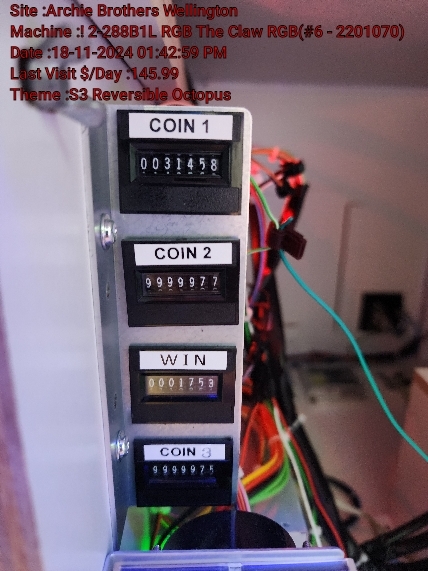 Site :Archie Brothers Wellington
Machine :! 2-288B1L RGB The Claw RGB(#6 - 2201070)
Date :18-11-2024 01:42:59 PM
Last Visit $/Day :145.99
Theme :S3 Reversible Octopus
COIN 1
0031458
COIN 2
9999977
WIN
0001753
COIN 3
9999975